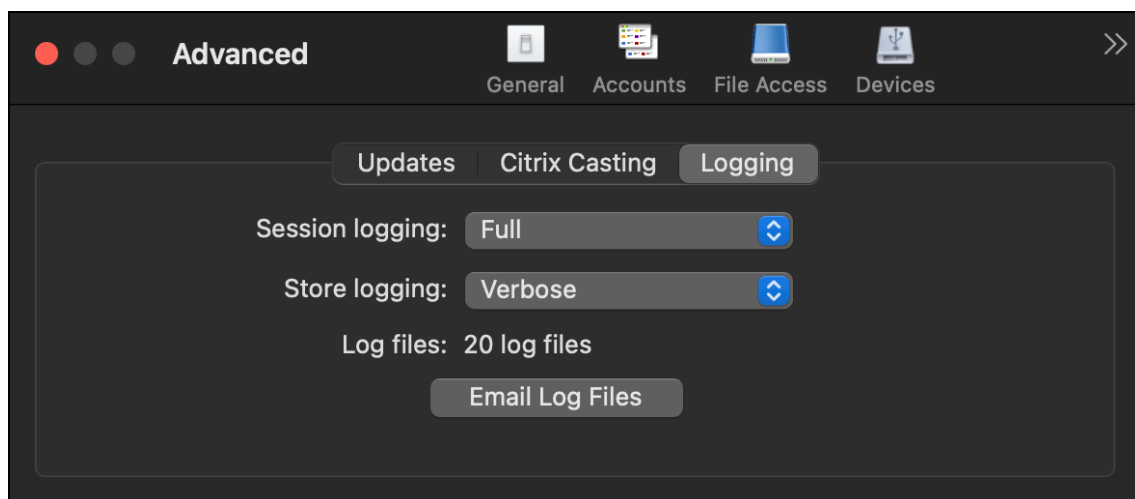 Advanced
General Accounts File Access Devices
Updates Citrix Casting Logging
Session logging: Full
Store logging: Verbose
Log files: 20 log files
Email Log Files